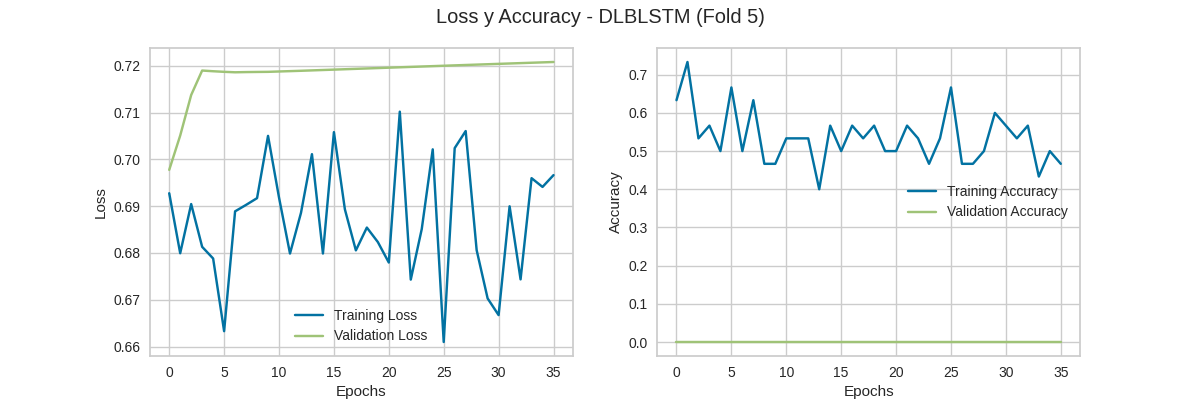 Loss y Accuracy - DLBLSTM (Fold 5)
0.72
0.71
0.70
0.69
0.68
0.67
0.66
Loss
Training Loss
Validation Loss
0 5 10 15 20 25 30 35
Epochs
0.7
0.6
0.5
0.4
0.3
0.2
0.1
0.0
Accuracy
Training Accuracy
Validation Accuracy
0 5 10 15 20 25 30 35
Epochs